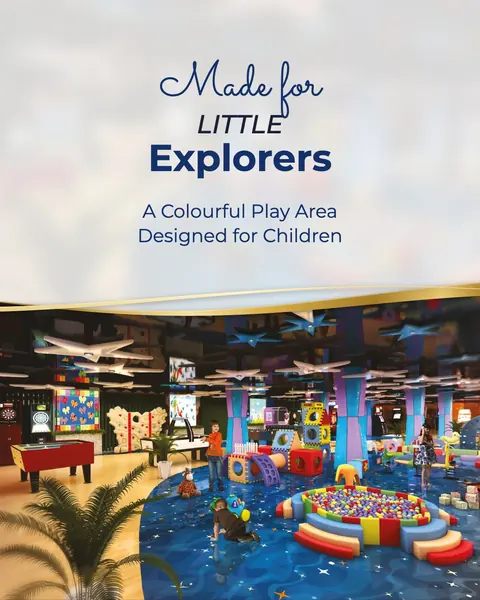 Made for
LITTLE
Explorers
A Colourful Play Area
Designed for Children